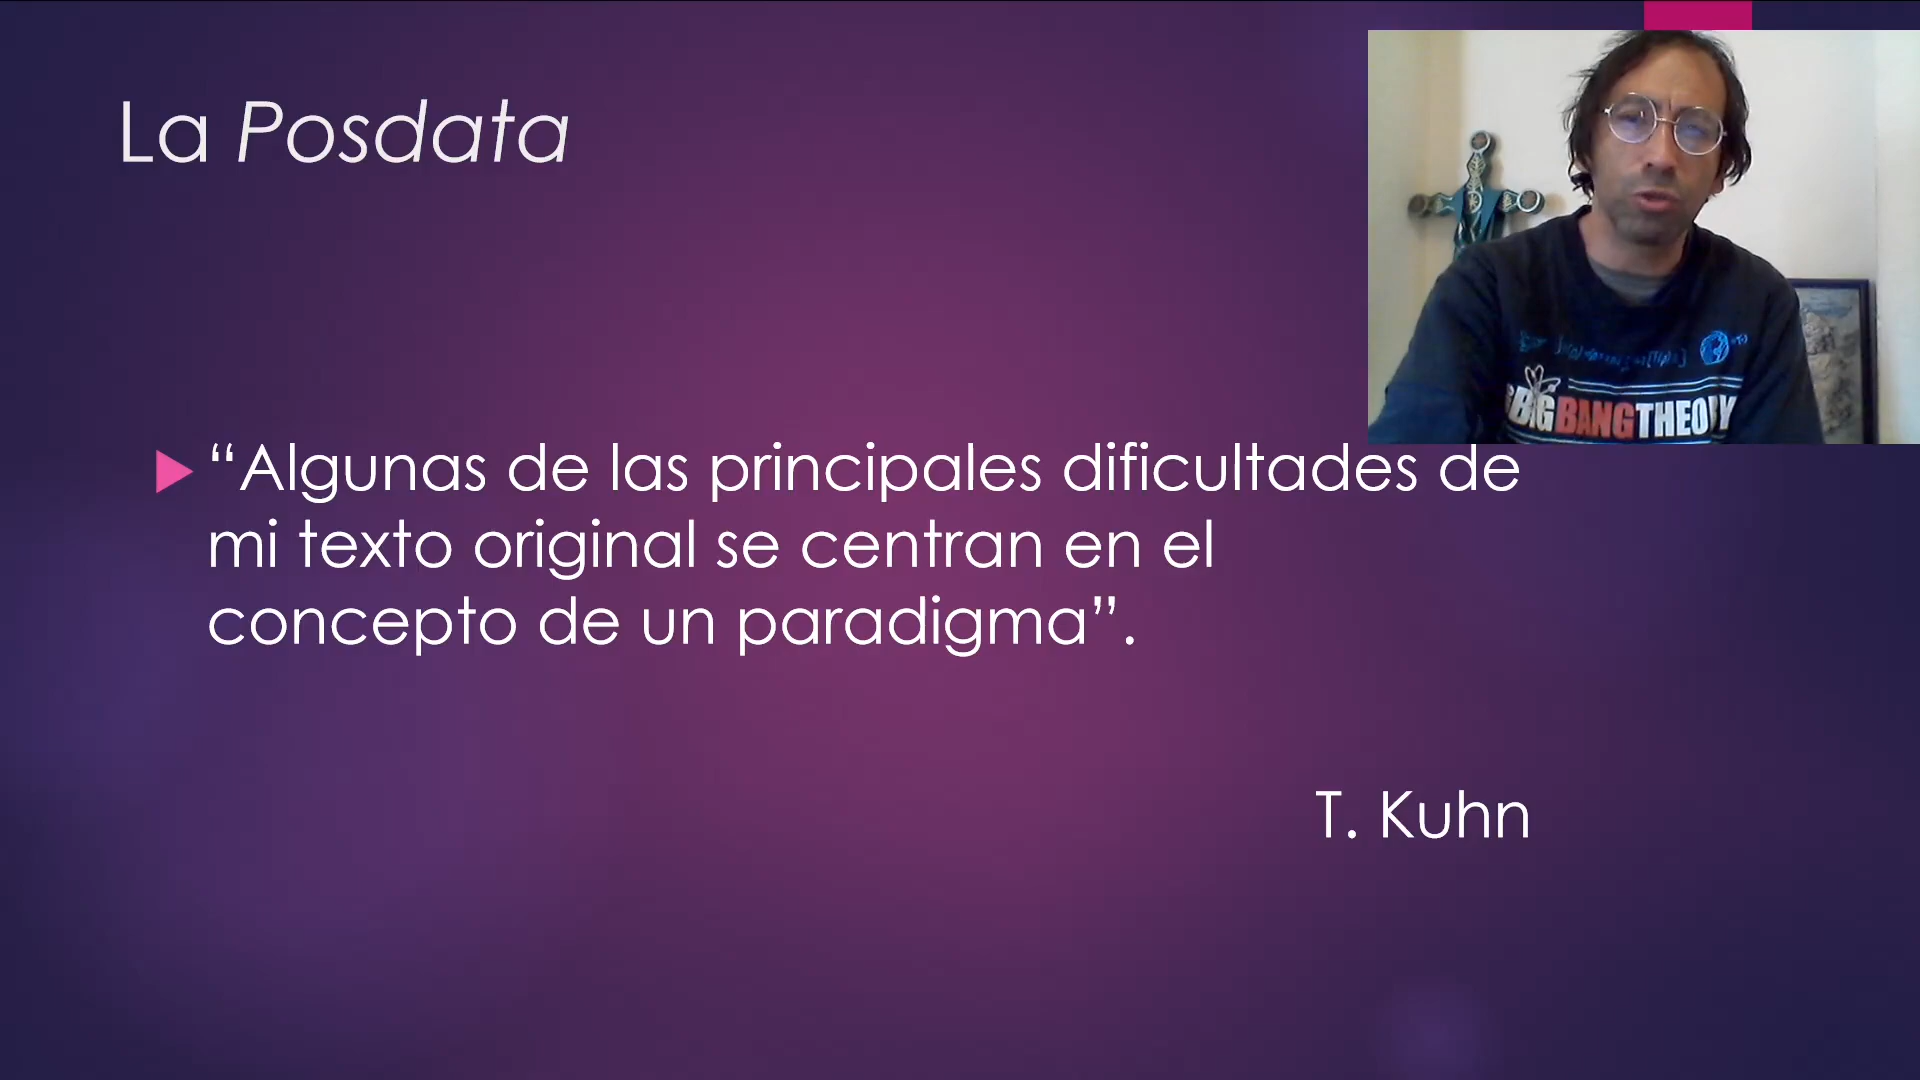 La Posdata
“Algunas de las principales dificultades de
mi texto original se centran en el
concepto de un paradigma”.
T. Kuhn
BIGBANGTHEORY